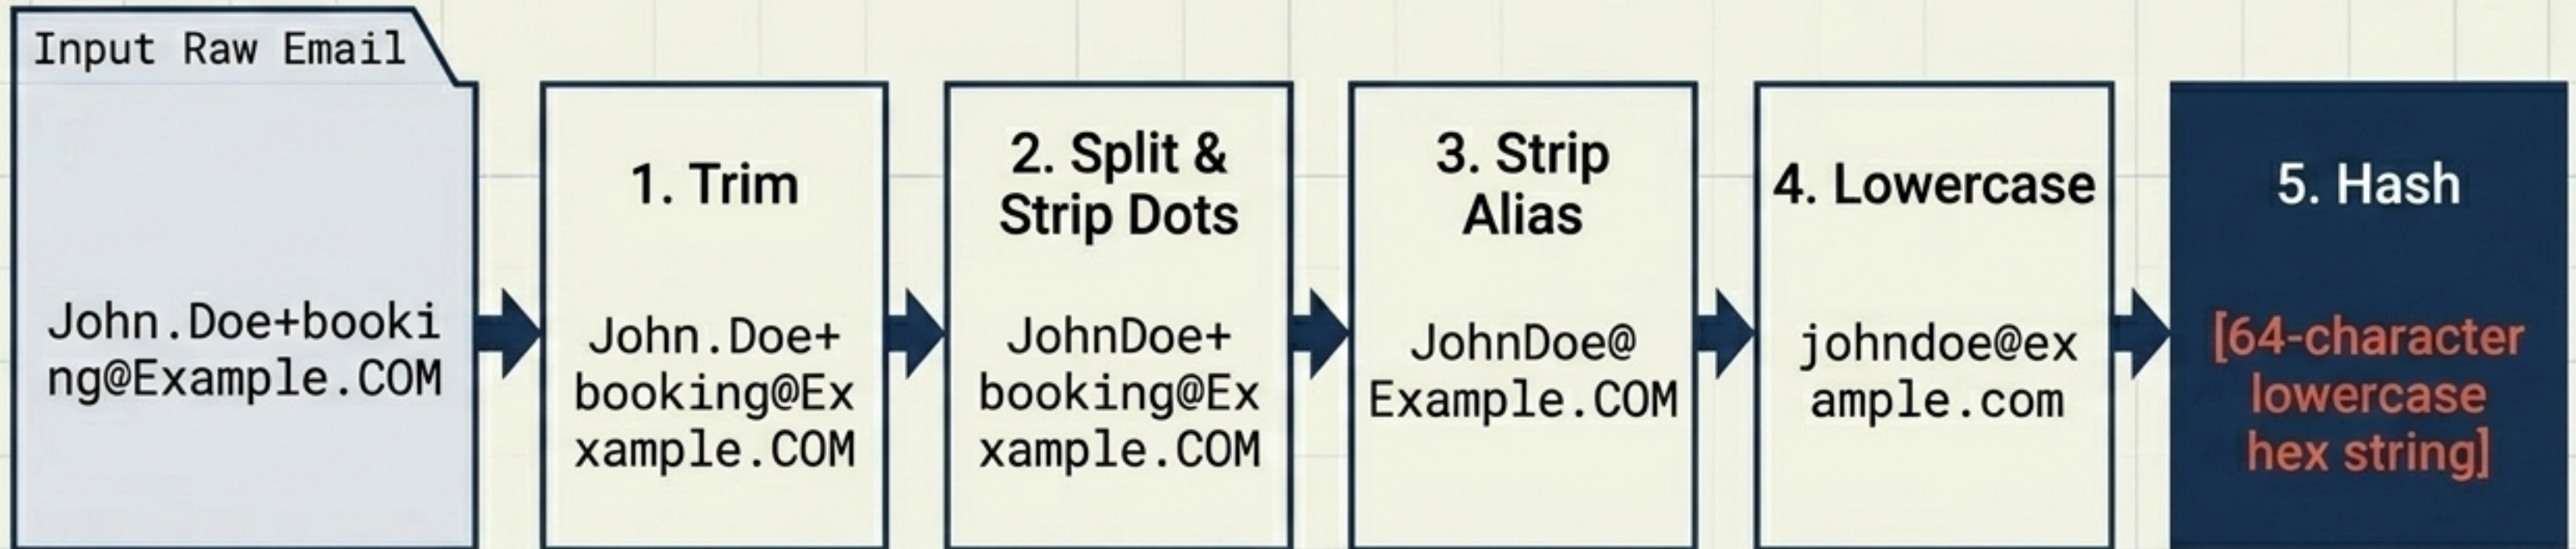 Input Raw Email
John.Doe+booki
ng@Example.COM
1. Trim
John.Doe+
booking@Ex
xample.COM
2. Split &
Strip Dots
JohnDoe+
booking@Ex
xample.COM
3. Strip
Alias
JohnDoe@
Example.COM
4. Lowercase
johndoe@ex
ample.com
5. Hash
[64-character
lowercase
hex string]